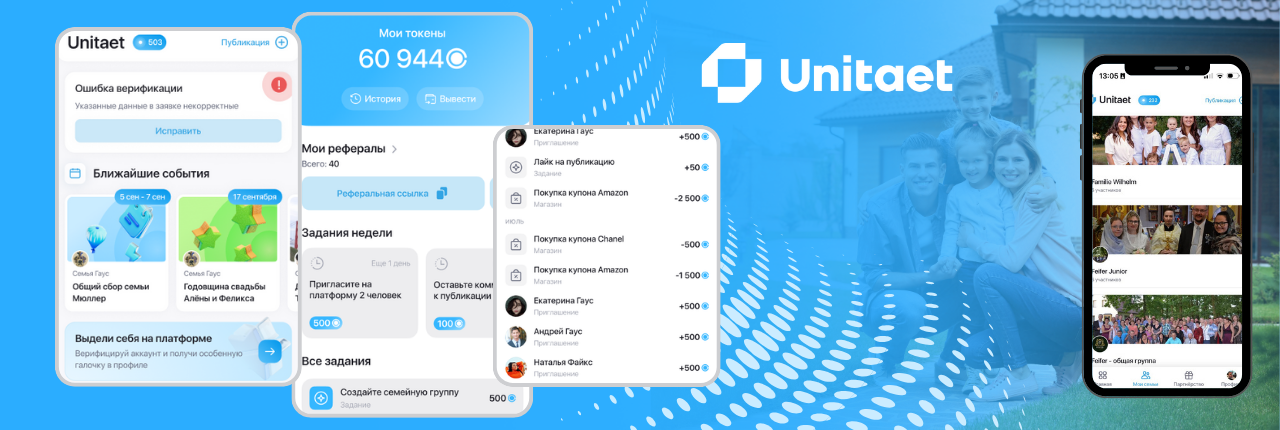 Unitaet
503
Публикация
Ошибка верификации
Указанные данные в заявке некорректные
Исправить
Ближайшие события
5 сен - 7 сен
Семья Гаус
Общий сбор семьи
Мюллер
17 сентября
Семья Гаус
Годовщина свадьбы
Алёны и Феликса
Выдели себя на платформе
Верифицируй аккаунт и получи особенную
галочку в профиле
Мои токены
60 944
История
Вывести
Мои рефералы
Всего: 40
Реферальная ссылка
Задания недели
Еще 1 день
Пригласите на
платформу 2 человек
500
Оставьте
к публикации
100
Все задания
Создайте семейную группу
Задание
500
Екатерина Гаус
Приглашение
+500
Лайк на публикацию
Задание
+50
Покупка купона Amazon
Магазин
-2 500
ИЮЛЬ
Покупка купона Chanel
Магазин
-500
Покупка купона Amazon
Магазин
-1 500
Екатерина Гаус
Приглашение
+500
Андрей Гаус
Приглашение
+500
Наталья Файкс
Приглашение
+500
Unitaet
13:05
Unitaet
Публикация
Familie Wilhelm
участников
Feifer Junior
участников
Feifer - общая группа
Мои семьи
Партнёрство